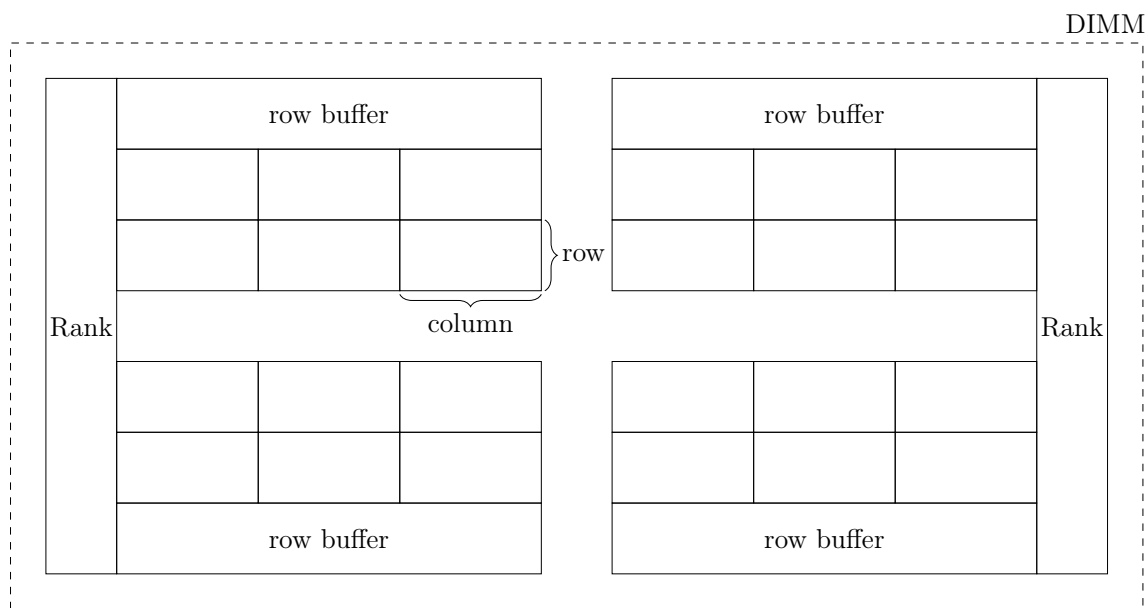 DIMM
row buffer
row buffer
row
column
Rank
Rank
row buffer
row buffer